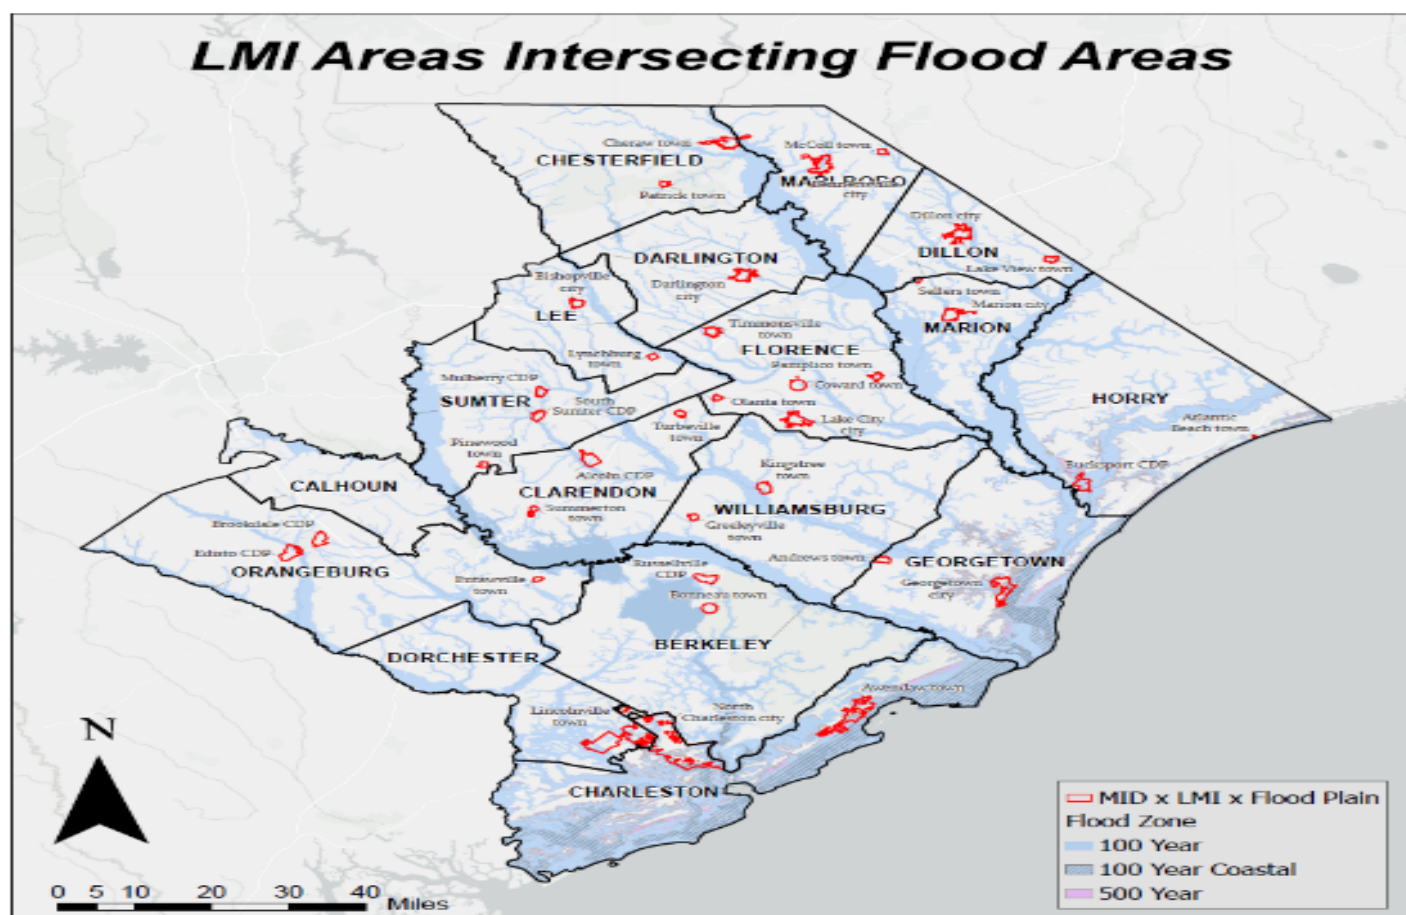 LMI Areas Intersecting Flood Areas
Cheraw town
McColl town
CHESTERFIELD
MARLBORO
city
Patrick town
Dillon city
DILLON
Lake View town
DARLINGTON
Darlington
city
Bishopville
city
LEE
Sellers town
Marion city
MARION
Timmonsville
town
FLORENCE
Lynchburg
town
Pamplico town
Coward town
Mulberry CDP
SUMTER
South
Sumter CDP
Olanta town
HORRY
Atlantic
Beach town
Turbeville
town
Lake City
city
Pinewood
town
Alcolu CDP
Kingstree
town
Bucksport CDP
CALHOUN
CLARENDON
Summerton
town
WILLIAMSBURG
Greeleyville
town
Brookdale CDP
Edisto CDP
ORANGEBURG
Andrews town
GEORGETOWN
Georgetown
city
Eutawville
town
Russellville
CDP
Bonneau town
BERKELEY
DORCHESTER
Awendaw town
Lincolnville
town
North
Charleston city
CHARLESTON
N
0 5 10 20 30 40
Miles
MID x LMI x Flood Plain
Flood Zone
100 Year
100 Year Coastal
500 Year